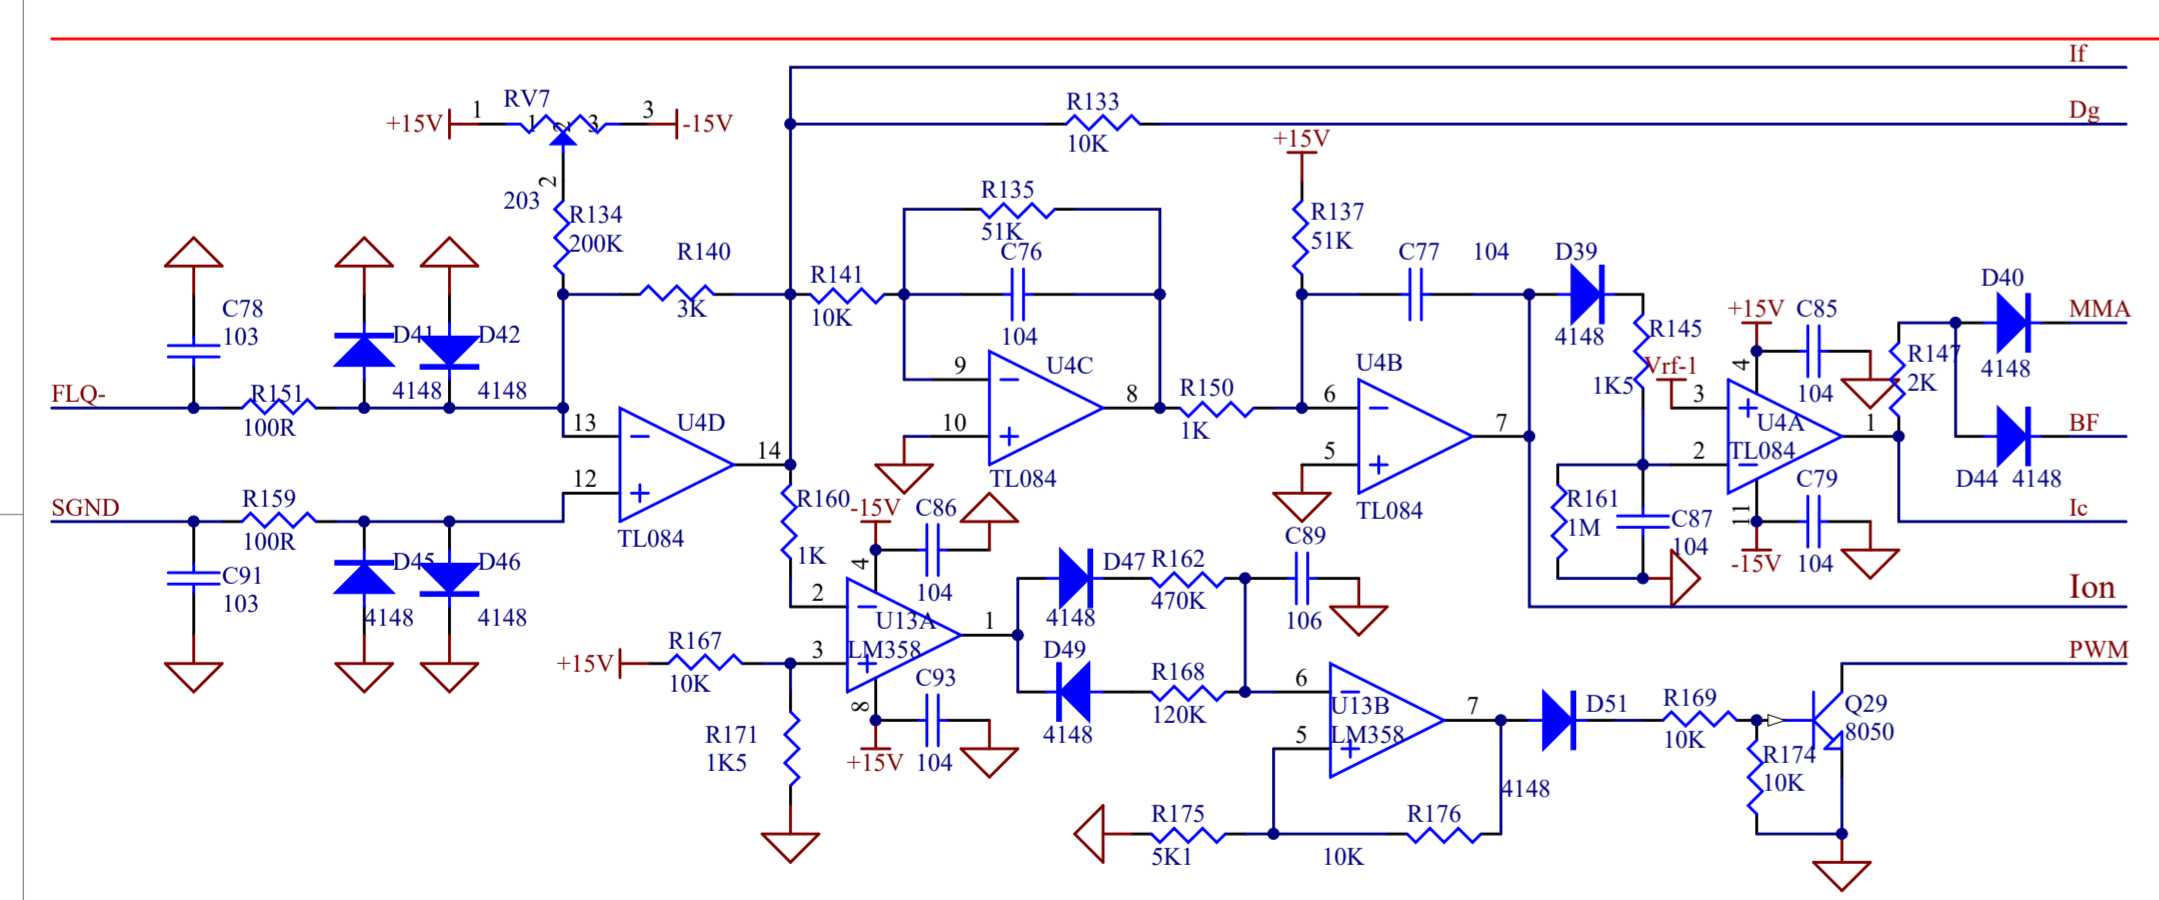 If
Dg
+15V
1
RV7
1
2
3
3
-15V
2
203
R134
200K
R133
10K
+15V
R135
51K
C76
104
R137
51K
C77
104
D39
4148
R140
3K
R141
10K
C78
103
D41
4148
D42
4148
FLQ-
R151
100R
13
12
U4D
14
TL084
9
10
U4C
8
TL084
R150
1K
6
5
U4B
7
TL084
R145
1K5
Vrf-1
+15V
4
C85
104
3
2
U4A
TL084
1
11
-15V
C79
104
R147
2K
D40
4148
MMA
D44
4148
BF
Ic
R161
1M
C87
104
Ion
SGND
R159
100R
C91
103
D45
4148
D46
4148
R160
1K
-15V
4
C86
104
2
3
U13A
LM358
1
8
+15V
C93
104
+15V
R167
10K
R171
1K5
D47
4148
R162
470K
C89
106
D49
4148
R168
120K
6
5
U13B
LM358
7
R175
5K1
R176
10K
D51
4148
R169
10K
R174
10K
Q29
8050
PWM